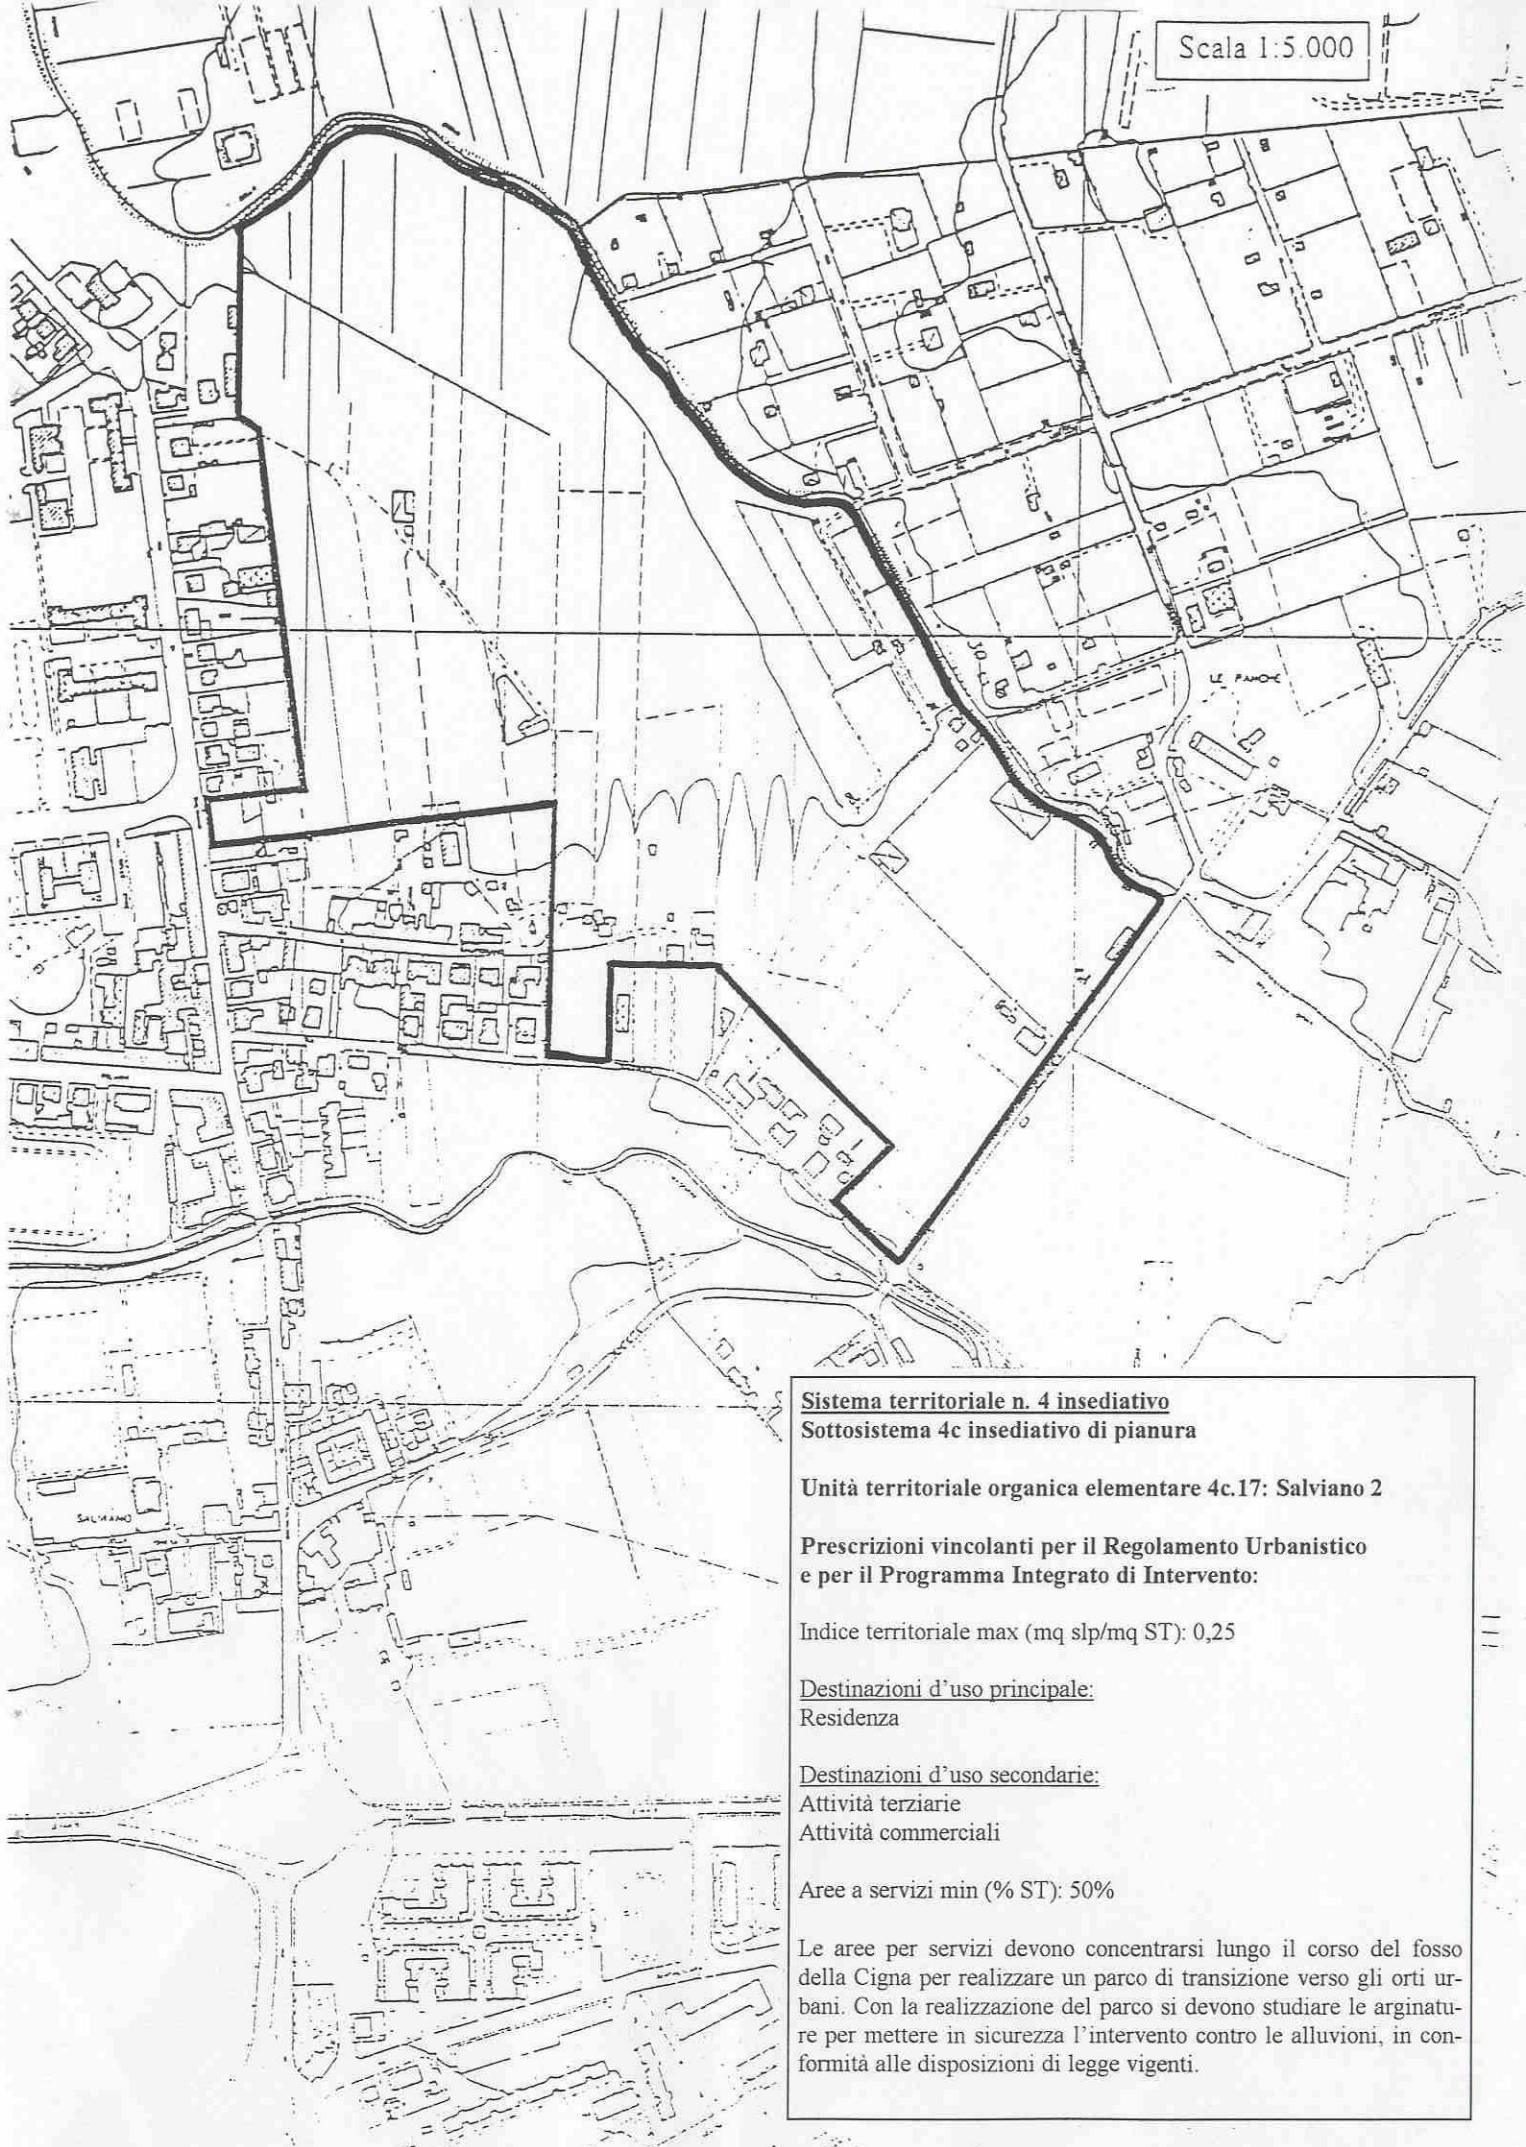 Scala 1:5.000
SALVIANO
Sistema territoriale n. 4 insediativo
Sottosistema 4c insediativo di pianura
Unità territoriale organica elementare 4c.17: Salviano 2
Prescrizioni vincolanti per il Regolamento Urbanistico
e per il Programma Integrato di Intervento:
Indice territoriale max (mq slp/mq ST): 0,25
Destinazioni d'uso principale:
Residenza
Destinazioni d'uso secondarie:
Attività terziarie
Attività commerciali
Aree a servizi min (% ST): 50%
Le aree per servizi devono concentrarsi lungo il corso del fosso
della Cigna per realizzare un parco di transizione verso gli orti ur-
bani. Con la realizzazione del parco si devono studiare le arginatu-
re per mettere in sicurezza l'intervento contro le alluvioni, in con-
formità alle disposizioni di legge vigenti.